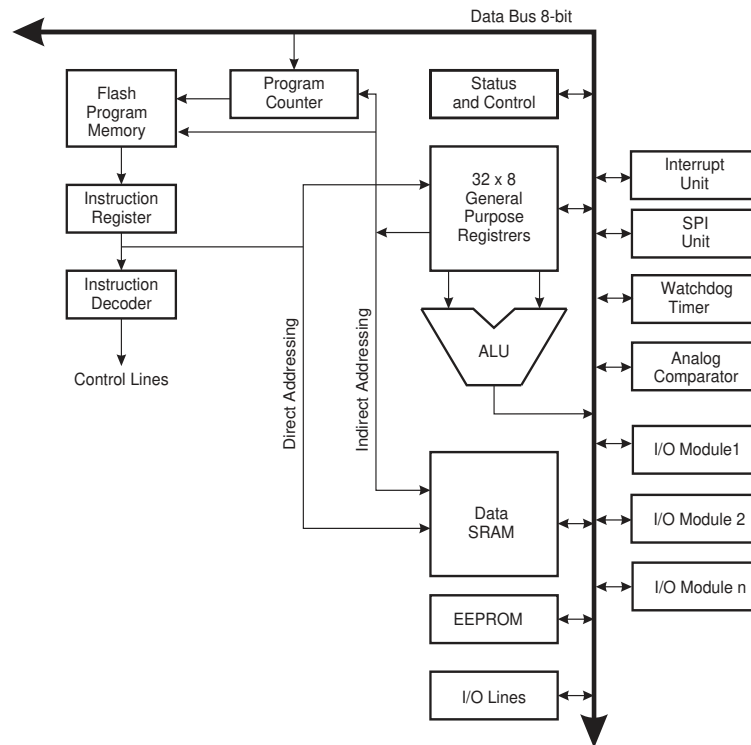 Data Bus 8-bit
Flash
Program
Memory
Program
Counter
Status
and Control
Instruction
Register
32 x 8
General
Purpose
Registrers
Interrupt
Unit
SPI
Unit
Instruction
Decoder
Watchdog
Timer
Control Lines
Direct Addressing
Indirect Addressing
ALU
Analog
Comparator
I/O Module1
Data
SRAM
I/O Module 2
I/O Module n
EEPROM
I/O Lines